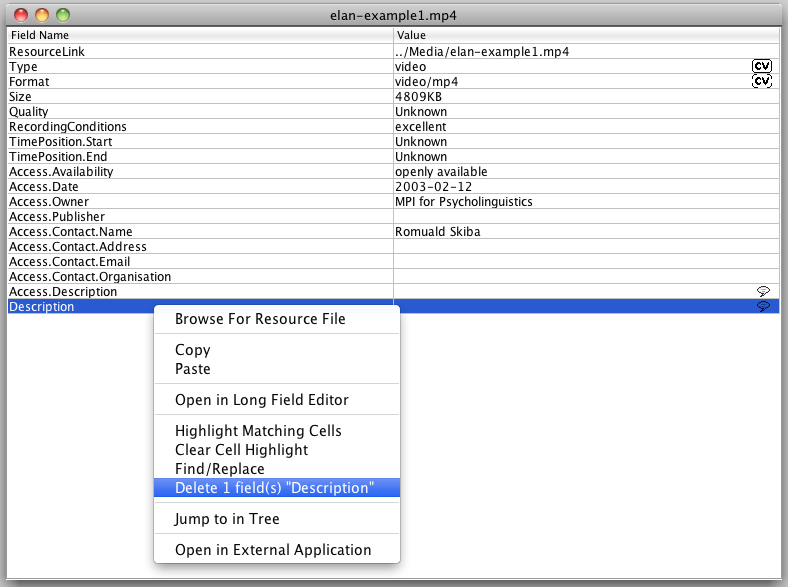 elan-example1.mp4
Field Name Value
ResourceLink ../Media/elan-example1.mp4
Type video CV
Format video/mp4 CV
Size 4809KB
Quality Unknown
RecordingConditions excellent
TimePosition.Start Unknown
TimePosition.End Unknown
Access.Availability openly available
Access.Date 2003-02-12
Access.Owner MPI for Psycholinguistics
Access.Publisher
Access.Contact.Name Romuald Skiba
Access.Contact.Address
Access.Contact.Email
Access.Contact.Organisation
Access.Description
Description
Browse For Resource File
Copy
Paste
Open in Long Field Editor
Highlight Matching Cells
Clear Cell Highlight
Find/Replace
Delete 1 field(s) "Description"
Jump to in Tree
Open in External Application